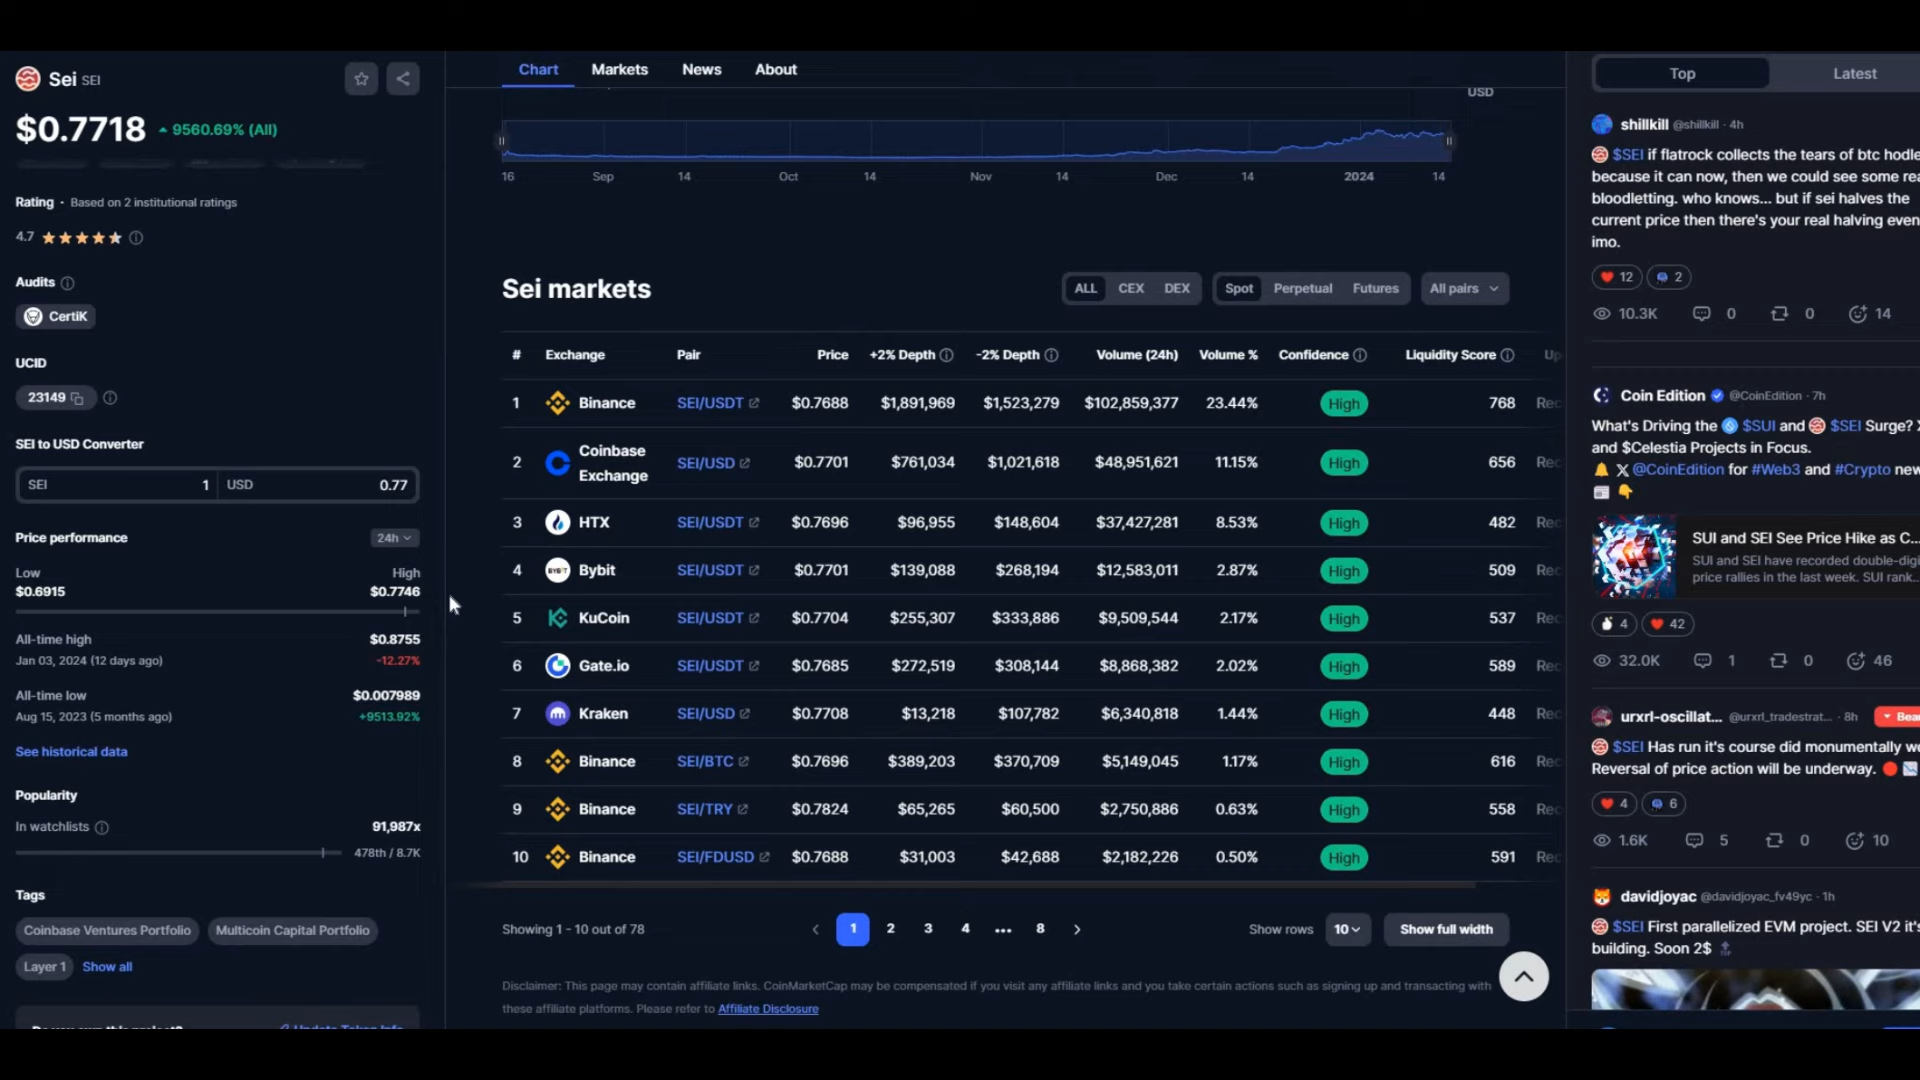 Sei SEI
$0.7718 9560.69% (All)
Rating · Based on 2 institutional ratings
4.7
Audits
CertiK
UCID
23149
SEI to USD Converter
SEI 1 USD 0.77
Price performance 24h
Low High
$0.6915 $0.7746
All-time high $0.8755
Jan 03, 2024 (12 days ago) -12.27%
All-time low $0.007989
Aug 15, 2023 (5 months ago) +9513.92%
See historical data
Popularity
In watchlists 91,987x
478th / 8.7K
Tags
Coinbase Ventures Portfolio Multicoin Capital Portfolio
Layer 1 Show all
Chart Markets News About
USD
16 Sep 14 Oct 14 Nov 14 Dec 14 2024 14
Sei markets ALL CEX DEX Spot Perpetual Futures All pairs
# Exchange Pair Price +2% Depth -2% Depth Volume (24h) Volume % Confidence Liquidity Score Up
1 Binance SEI/USDT $0.7688 $1,891,969 $1,523,279 $102,859,377 23.44% High 768 Rec
2 Coinbase Exchange SEI/USD $0.7701 $761,034 $1,021,618 $48,951,621 11.15% High 656 Rec
3 HTX SEI/USDT $0.7696 $96,955 $148,604 $37,427,281 8.53% High 482 Rec
4 BYBIT Bybit SEI/USDT $0.7701 $139,088 $268,194 $12,583,011 2.87% High 509 Rec
5 KuCoin SEI/USDT $0.7704 $255,307 $333,886 $9,509,544 2.17% High 537 Rec
6 Gate.io SEI/USDT $0.7685 $272,519 $308,144 $8,868,382 2.02% High 589 Rec
7 Kraken SEI/USD $0.7708 $13,218 $107,782 $6,340,818 1.44% High 448 Rec
8 Binance SEI/BTC $0.7696 $389,203 $370,709 $5,149,045 1.17% High 616 Rec
9 Binance SEI/TRY $0.7824 $65,265 $60,500 $2,750,886 0.63% High 558 Rec
10 Binance SEI/FDUSD $0.7688 $31,003 $42,688 $2,182,226 0.50% High 591 Rec
Showing 1 - 10 out of 78 1 2 3 4 ... 8 Show rows 10 Show full width
Disclaimer: This page may contain affiliate links. CoinMarketCap may be compensated if you visit any affiliate links and you take certain actions such as signing up and transacting with
these affiliate platforms. Please refer to Affiliate Disclosure
Top Latest
shillkill @shillkill · 4h
$SEI if flatrock collects the tears of btc hodle
because it can now, then we could see some rea
bloodletting. who knows... but if sei halves the
current price then there's your real halving even
imo.
12 2
10.3K 0 0 14
Coin Edition @CoinEdition · 7h
What's Driving the $SUI and $SEI Surge?
and $Celestia Projects in Focus.
@CoinEdition for #Web3 and #Crypto new
SUI and SEI See Price Hike as C...
SUI and SEI have recorded double-digi
price rallies in the last week. SUI rank...
4 42
32.0K 1 0 46
urxrl-oscillat... @urxrl_tradestrat... · 8h Bea
$SEI Has run it's course did monumentally we
Reversal of price action will be underway.
4 6
1.6K 5 0 10
davidjoyac @davidjoyac_fv49yc · 1h
$SEI First parallelized EVM project. SEI V2 it's
building. Soon 2$